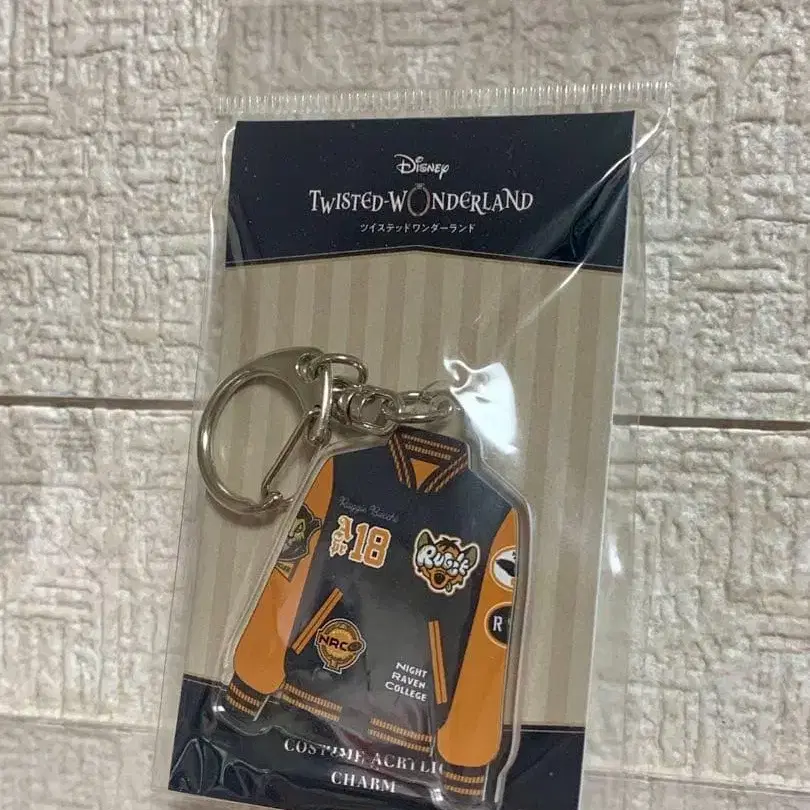 Disney
TWISTED-WONDERLAND
ツイステッドワンダーランド
Ruggie Bucchi
Apr
18
RUGGIE
NRC
R
NIGHT
RAVEN
COLLEGE
COSTUME ACRYLIC
CHARM